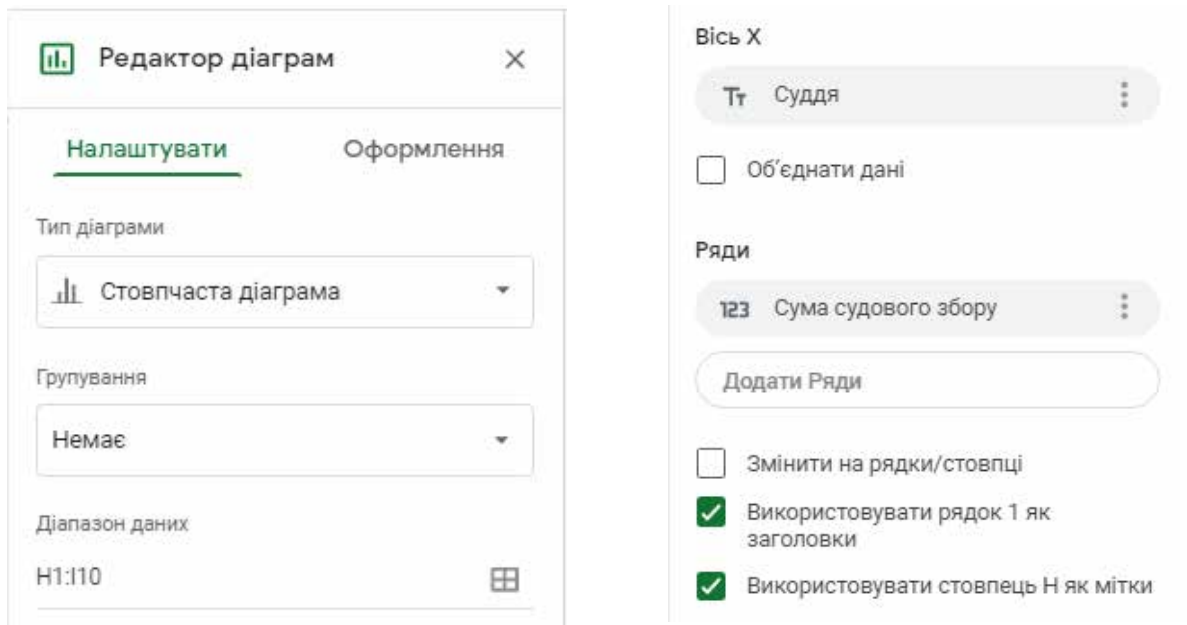 Редактор діаграм
Налаштувати Оформлення
Тип діаграми
Стовпчаста діаграма
Групування
Немає
Діапазон даних
H1:I10
Вісь X
Тт Суддя
Об'єднати дані
Ряди
123 Сума судового збору
Додати Ряди
Змінити на рядки/стовпці
Використовувати рядок 1 як
заголовки
Використовувати стовпець H як мітки